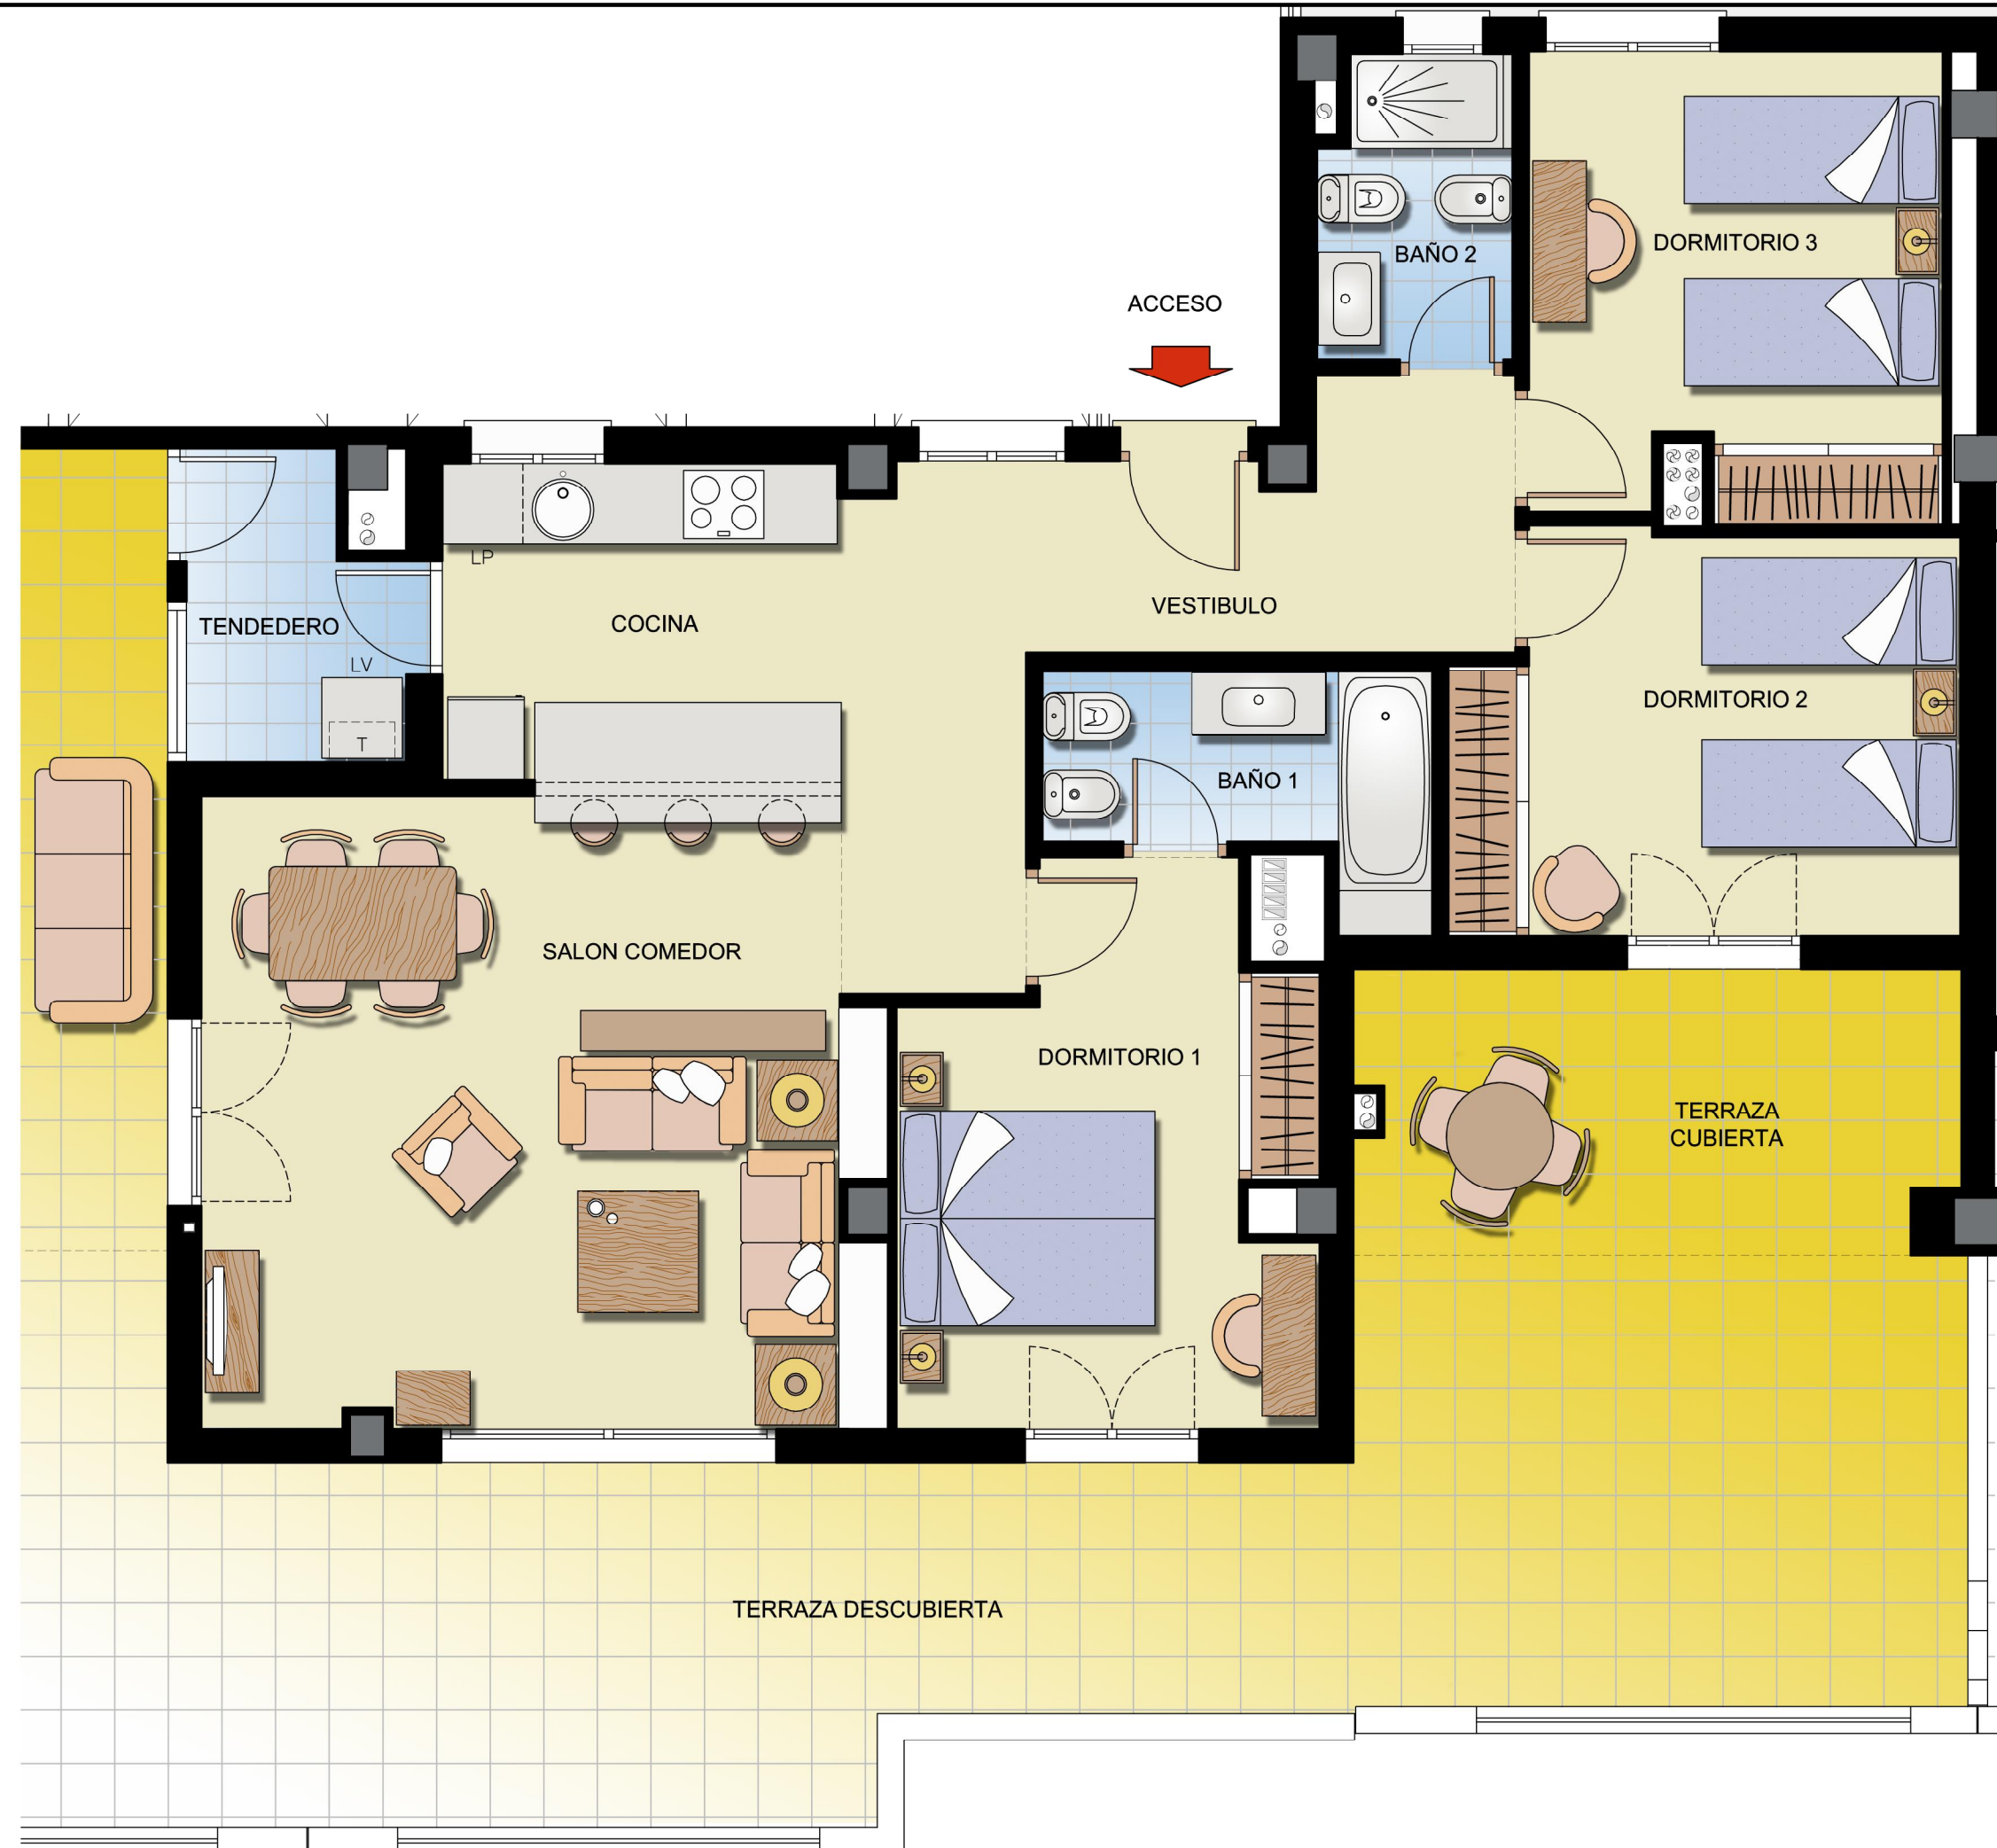 BAÑO 2
DORMITORIO 3
ACCESO
LP
TENDEDERO
COCINA
VESTIBULO
LV
T
BAÑO 1
DORMITORIO 2
SALON COMEDOR
DORMITORIO 1
TERRAZA
CUBIERTA
TERRAZA DESCUBIERTA